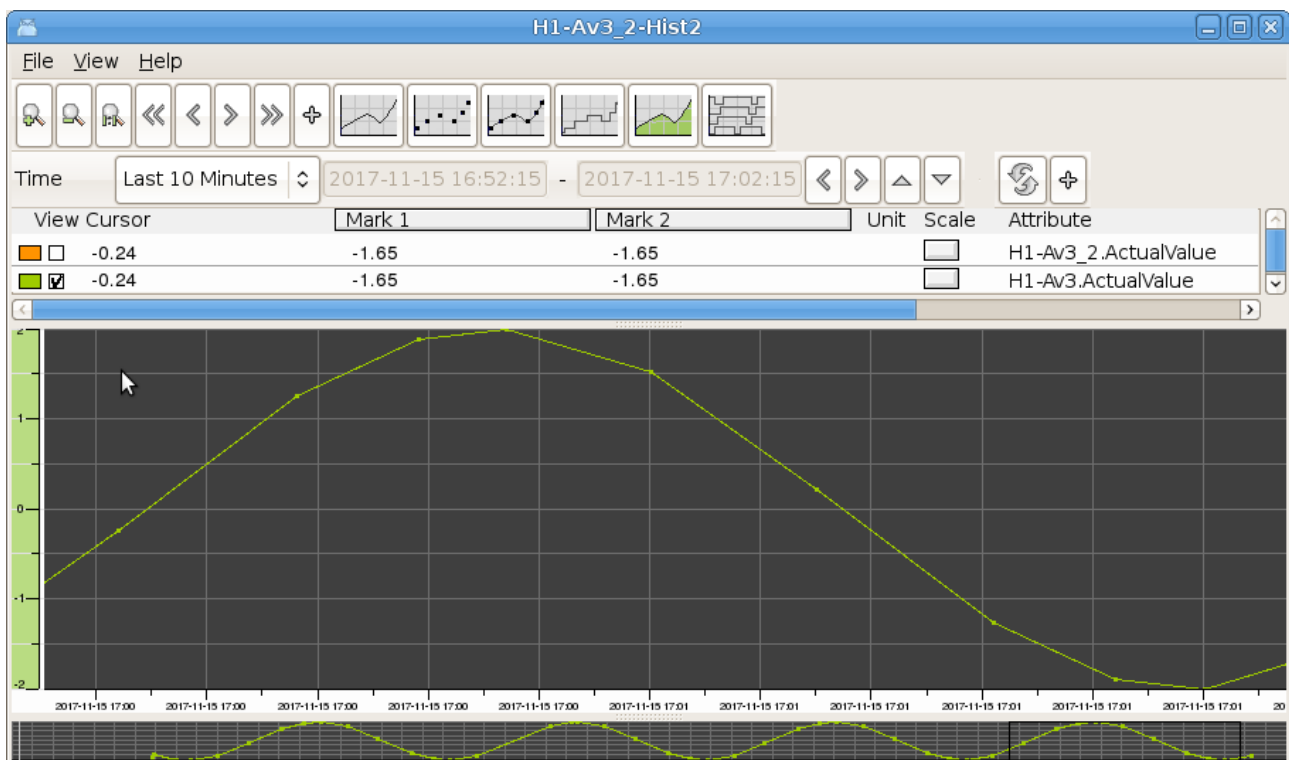 H1-Av3_2-Hist2
File View Help
Time Last 10 Minutes 2017-11-15 16:52:15 - 2017-11-15 17:02:15
View Cursor Mark 1 Mark 2 Unit Scale Attribute
-0.24 -1.65 -1.65 H1-Av3_2.ActualValue
-0.24 -1.65 -1.65 H1-Av3.ActualValue
2
1
0
-1
-2
2017-11-15 17:00 2017-11-15 17:00 2017-11-15 17:00 2017-11-15 17:00 2017-11-15 17:00 2017-11-15 17:01 2017-11-15 17:01 2017-11-15 17:01 2017-11-15 17:01 2017-11-15 17:01 2017-11-15 17:01 20